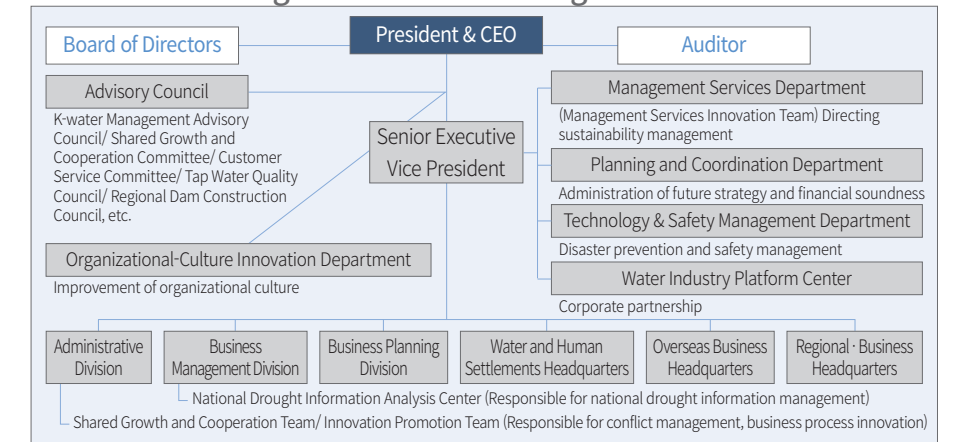 President & CEO
Board of Directors
Auditor
Advisory Council
K-water Management Advisory
Council/ Shared Growth and
Cooperation Committee/ Customer
Service Committee/ Tap Water Quality
Council/ Regional Dam Construction
Council, etc.
Senior Executive
Vice President
Management Services Department
(Management Services Innovation Team) Directing
sustainability management
Planning and Coordination Department
Administration of future strategy and financial soundness
Technology & Safety Management Department
Disaster prevention and safety management
Water Industry Platform Center
Corporate partnership
Organizational-Culture Innovation Department
Improvement of organizational culture
Administrative
Division
Business
Management Division
Business Planning
Division
Water and Human
Settlements Headquarters
Overseas Business
Headquarters
Regional · Business
Headquarters
National Drought Information Analysis Center (Responsible for national drought information management)
Shared Growth and Cooperation Team/ Innovation Promotion Team (Responsible for conflict management, business process innovation)